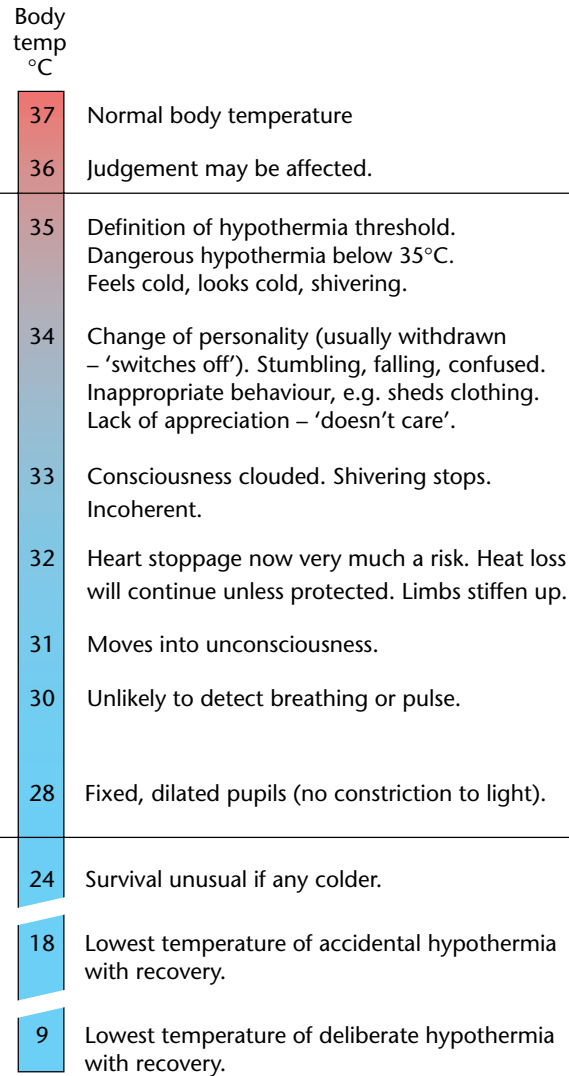 Body
temp
°C
37 Normal body temperature
36 Judgement may be affected.
35 Definition of hypothermia threshold.
Dangerous hypothermia below 35°C.
Feels cold, looks cold, shivering.
34 Change of personality (usually withdrawn
– ‘switches off’). Stumbling, falling, confused.
Inappropriate behaviour, e.g. sheds clothing.
Lack of appreciation – ‘doesn’t care’.
33 Consciousness clouded. Shivering stops.
Incoherent.
32 Heart stoppage now very much a risk. Heat loss
will continue unless protected. Limbs stiffen up.
31 Moves into unconsciousness.
30 Unlikely to detect breathing or pulse.
28 Fixed, dilated pupils (no constriction to light).
24 Survival unusual if any colder.
18 Lowest temperature of accidental hypothermia
with recovery.
9 Lowest temperature of deliberate hypothermia
with recovery.